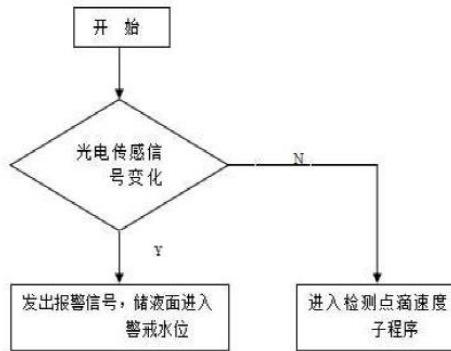 开 始
光电传感信
号变化
N
Y
发出报警信号，储液面进入
警戒水位
进入检测点滴速度
子程序